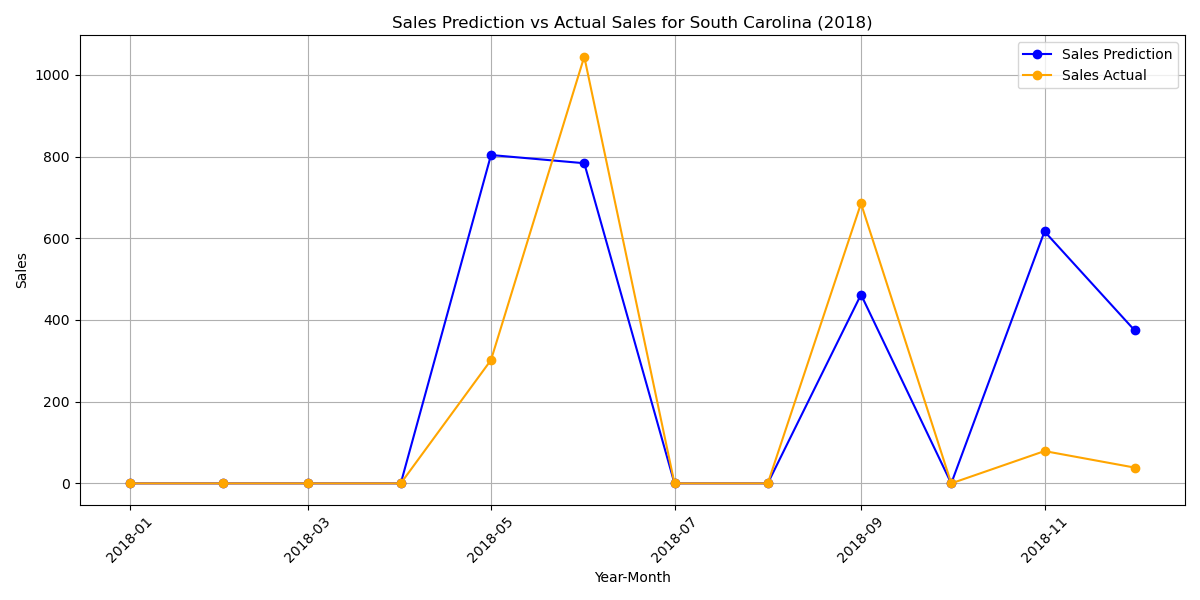 Sales Prediction vs Actual Sales for South Carolina (2018)
Sales Prediction
Sales Actual
1000
800
600
400
200
0
Sales
2018-01
2018-03
2018-05
2018-07
2018-09
2018-11
Year-Month